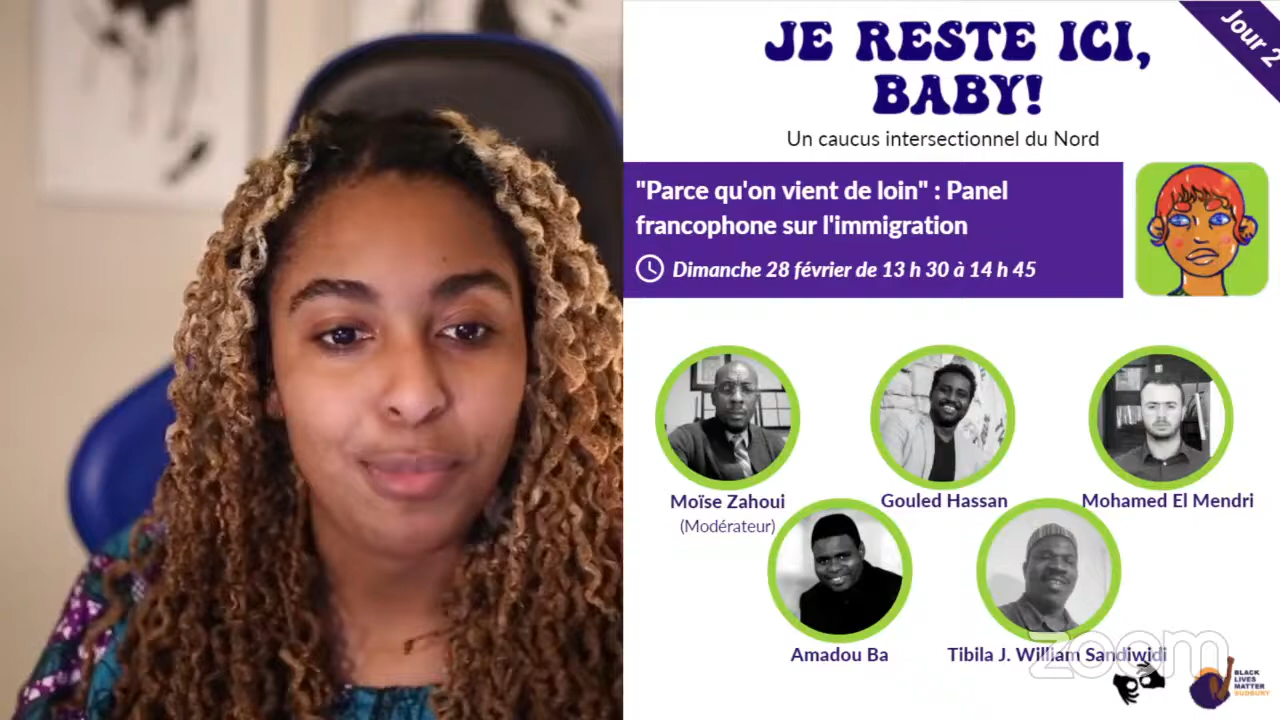 JE RESTE ICI,
BABY!
Jour 2
Un caucus intersectionnel du Nord
"Parce qu'on vient de loin" : Panel
francophone sur l'immigration
Dimanche 28 février de 13 h 30 à 14 h 45
Moïse Zahoui
(Modérateur)
Gouled Hassan
Mohamed El Mendri
Amadou Ba
Tibila J. William Sandiwidi
zoom
BLACK
LIVES
MATTER
SUDBURY